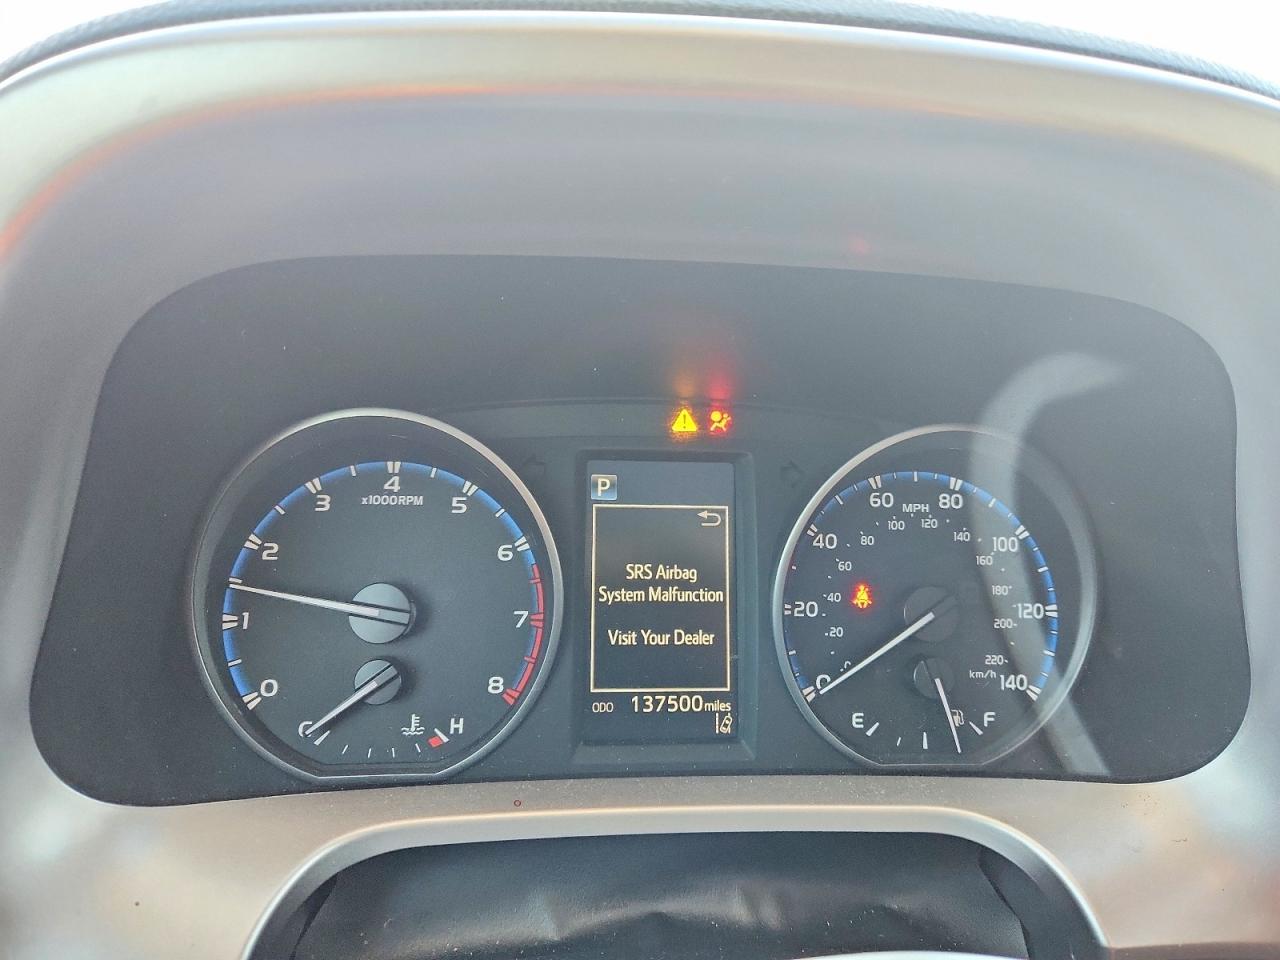 P
SRS Airbag
System Malfunction
Visit Your Dealer
ODO 137500 miles
0 1 2 3 4 5 6 7 8
x1000RPM
C H
0 20 40 60 80 100 120 140
MPH
0 20 40 60 80 100 120 140 160 180 200 220
km/h
E F